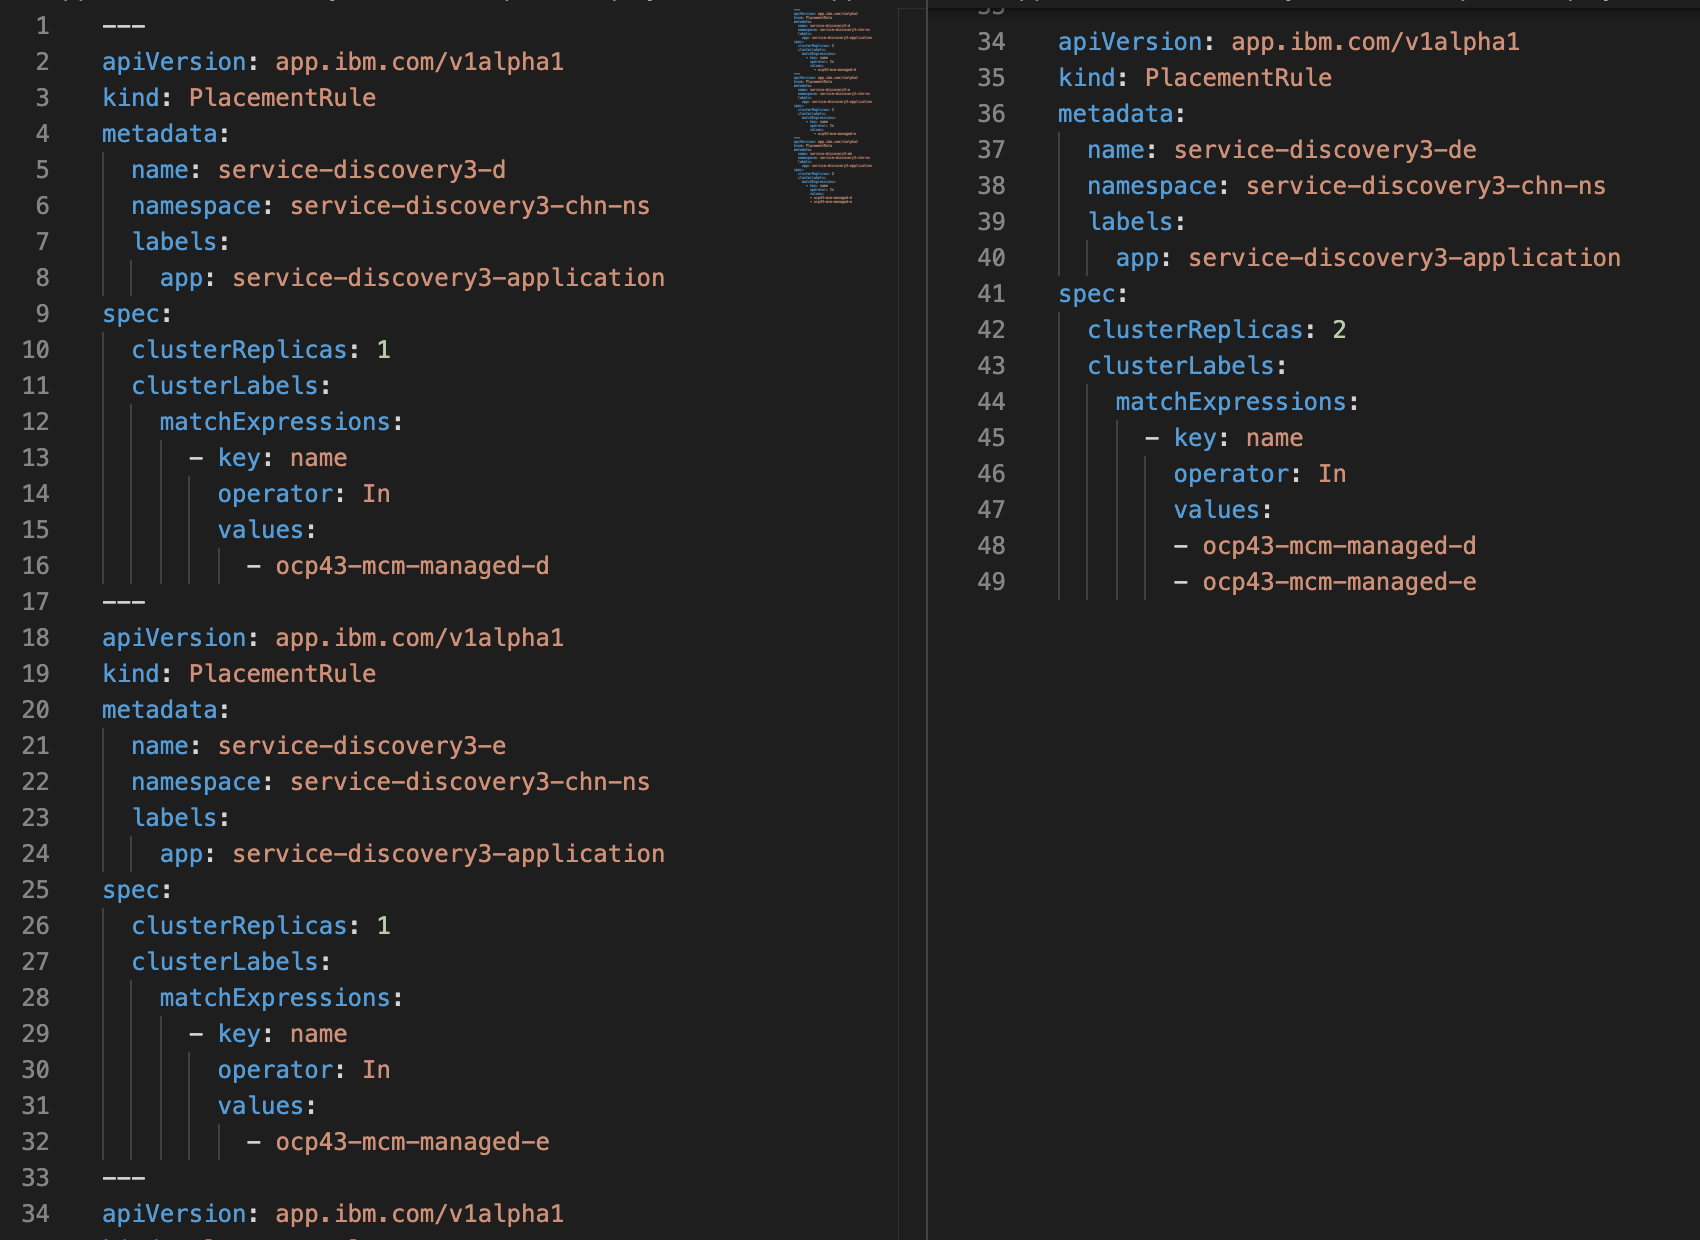 1 ---
2 apiVersion: app.ibm.com/v1alpha1
3 kind: PlacementRule
4 metadata:
5   name: service-discovery3-d
6   namespace: service-discovery3-chn-ns
7   labels:
8     app: service-discovery3-application
9 spec:
10   clusterReplicas: 1
11   clusterLabels:
12     matchExpressions:
13       - key: name
14         operator: In
15         values:
16           - ocp43-mcm-managed-d
17 ---
18 apiVersion: app.ibm.com/v1alpha1
19 kind: PlacementRule
20 metadata:
21   name: service-discovery3-e
22   namespace: service-discovery3-chn-ns
23   labels:
24     app: service-discovery3-application
25 spec:
26   clusterReplicas: 1
27   clusterLabels:
28     matchExpressions:
29       - key: name
30         operator: In
31         values:
32           - ocp43-mcm-managed-e
33 ---
34 apiVersion: app.ibm.com/v1alpha1
34 apiVersion: app.ibm.com/v1alpha1
35 kind: PlacementRule
36 metadata:
37   name: service-discovery3-de
38   namespace: service-discovery3-chn-ns
39   labels:
40     app: service-discovery3-application
41 spec:
42   clusterReplicas: 2
43   clusterLabels:
44     matchExpressions:
45       - key: name
46         operator: In
47         values:
48         - ocp43-mcm-managed-d
49         - ocp43-mcm-managed-e